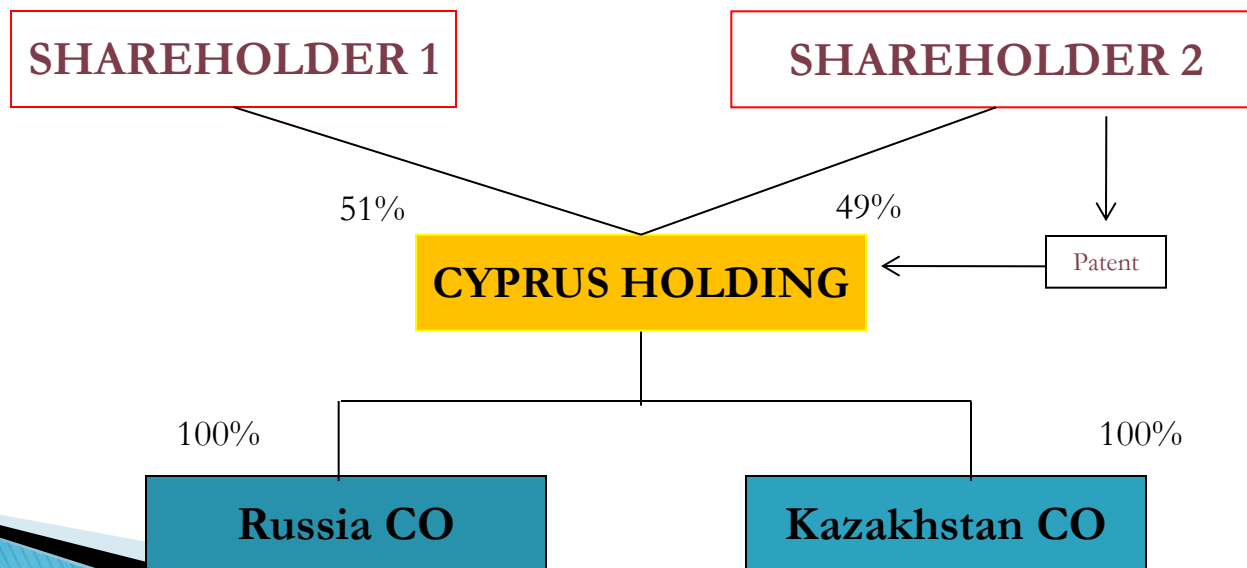 SHAREHOLDER 1
SHAREHOLDER 2
51%
49%
Patent
CYPRUS HOLDING
100%
100%
Russia CO
Kazakhstan CO